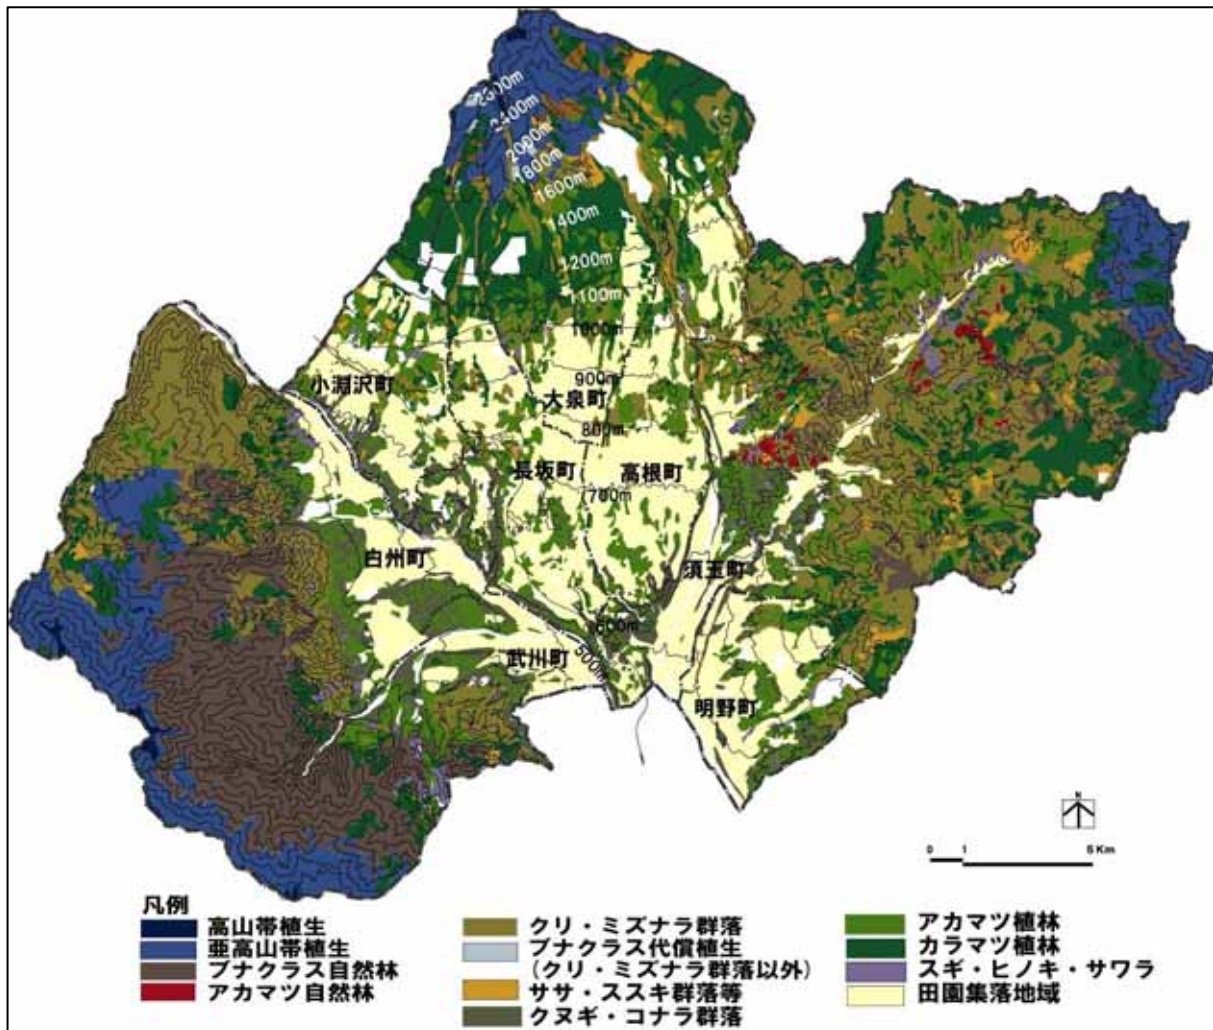 2800m
2400m
2000m
1800m
1600m
1400m
1200m
1100m
1000m
900m
小淵沢町
大泉町
800m
長坂町
高根町
700m
白州町
須玉町
600m
武川町
500m
明野町
N
0 1 5 Km
凡例
高山帯植生
亜高山帯植生
ブナクラス自然林
アカマツ自然林
クリ・ミズナラ群落
ブナクラス代償植生
(クリ・ミズナラ群落以外)
ササ・ススキ群落等
クヌギ・コナラ群落
アカマツ植林
カラマツ植林
スギ・ヒノキ・サワラ
田園集落地域